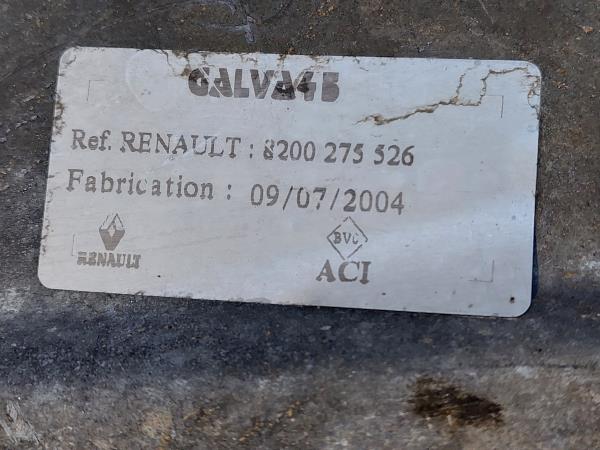 GALVA45
Ref. RENAULT : 8200 275 526
Fabrication : 09/07/2004
RENAULT
BVC
ACI